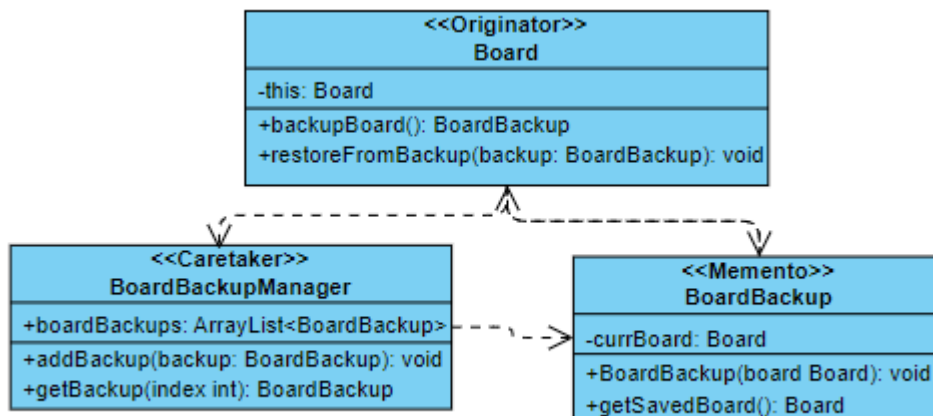 <<Originator>>
Board
-this: Board
+backupBoard(): BoardBackup
+restoreFromBackup(backup: BoardBackup): void
<<Caretaker>>
BoardBackupManager
+boardBackups: ArrayList<BoardBackup>
+addBackup(backup: BoardBackup): void
+getBackup(index int): BoardBackup
<<Memento>>
BoardBackup
-currBoard: Board
+BoardBackup(board Board): void
+getSavedBoard(): Board